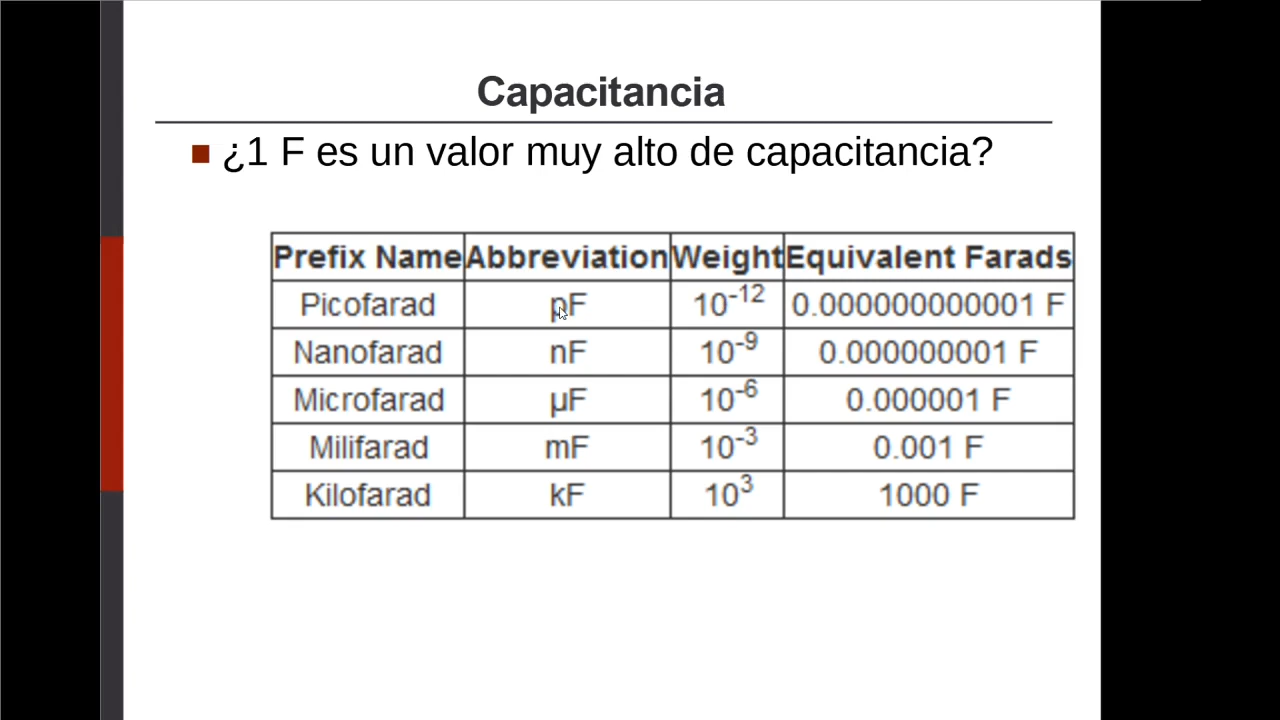 Capacitancia
¿1 F es un valor muy alto de capacitancia?
Prefix Name Abbreviation Weight Equivalent Farads
Picofarad pF 10⁻¹² 0.000000000001 F
Nanofarad nF 10⁻⁹ 0.000000001 F
Microfarad µF 10⁻⁶ 0.000001 F
Milifarad mF 10⁻³ 0.001 F
Kilofarad kF 10³ 1000 F